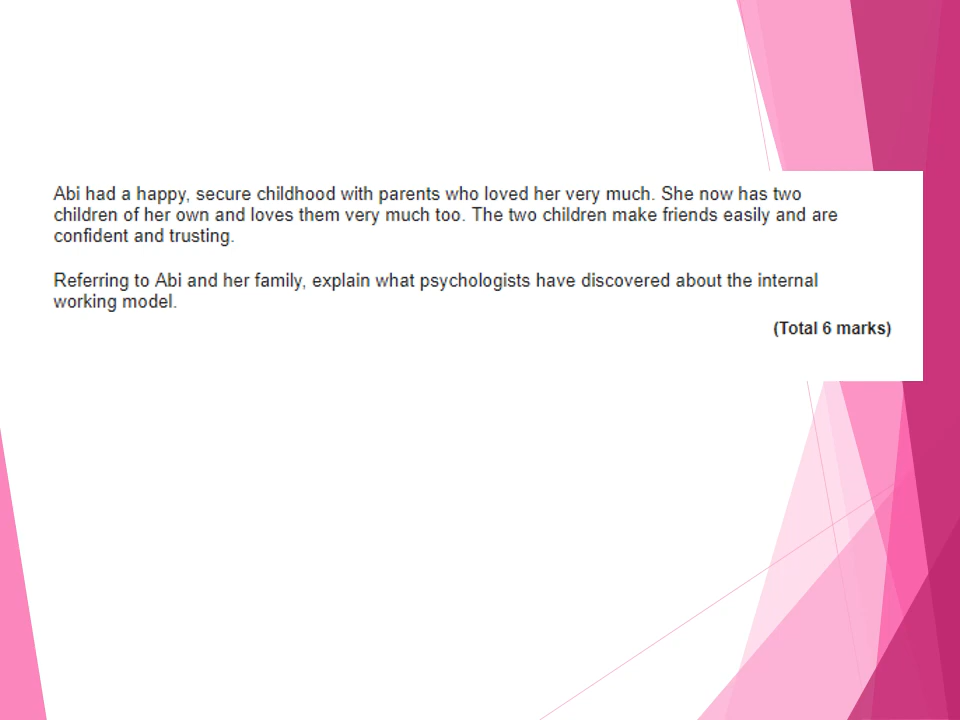 Abi had a happy, secure childhood with parents who loved her very much. She now has two
children of her own and loves them very much too. The two children make friends easily and are
confident and trusting.
Referring to Abi and her family, explain what psychologists have discovered about the internal
working model.
(Total 6 marks)